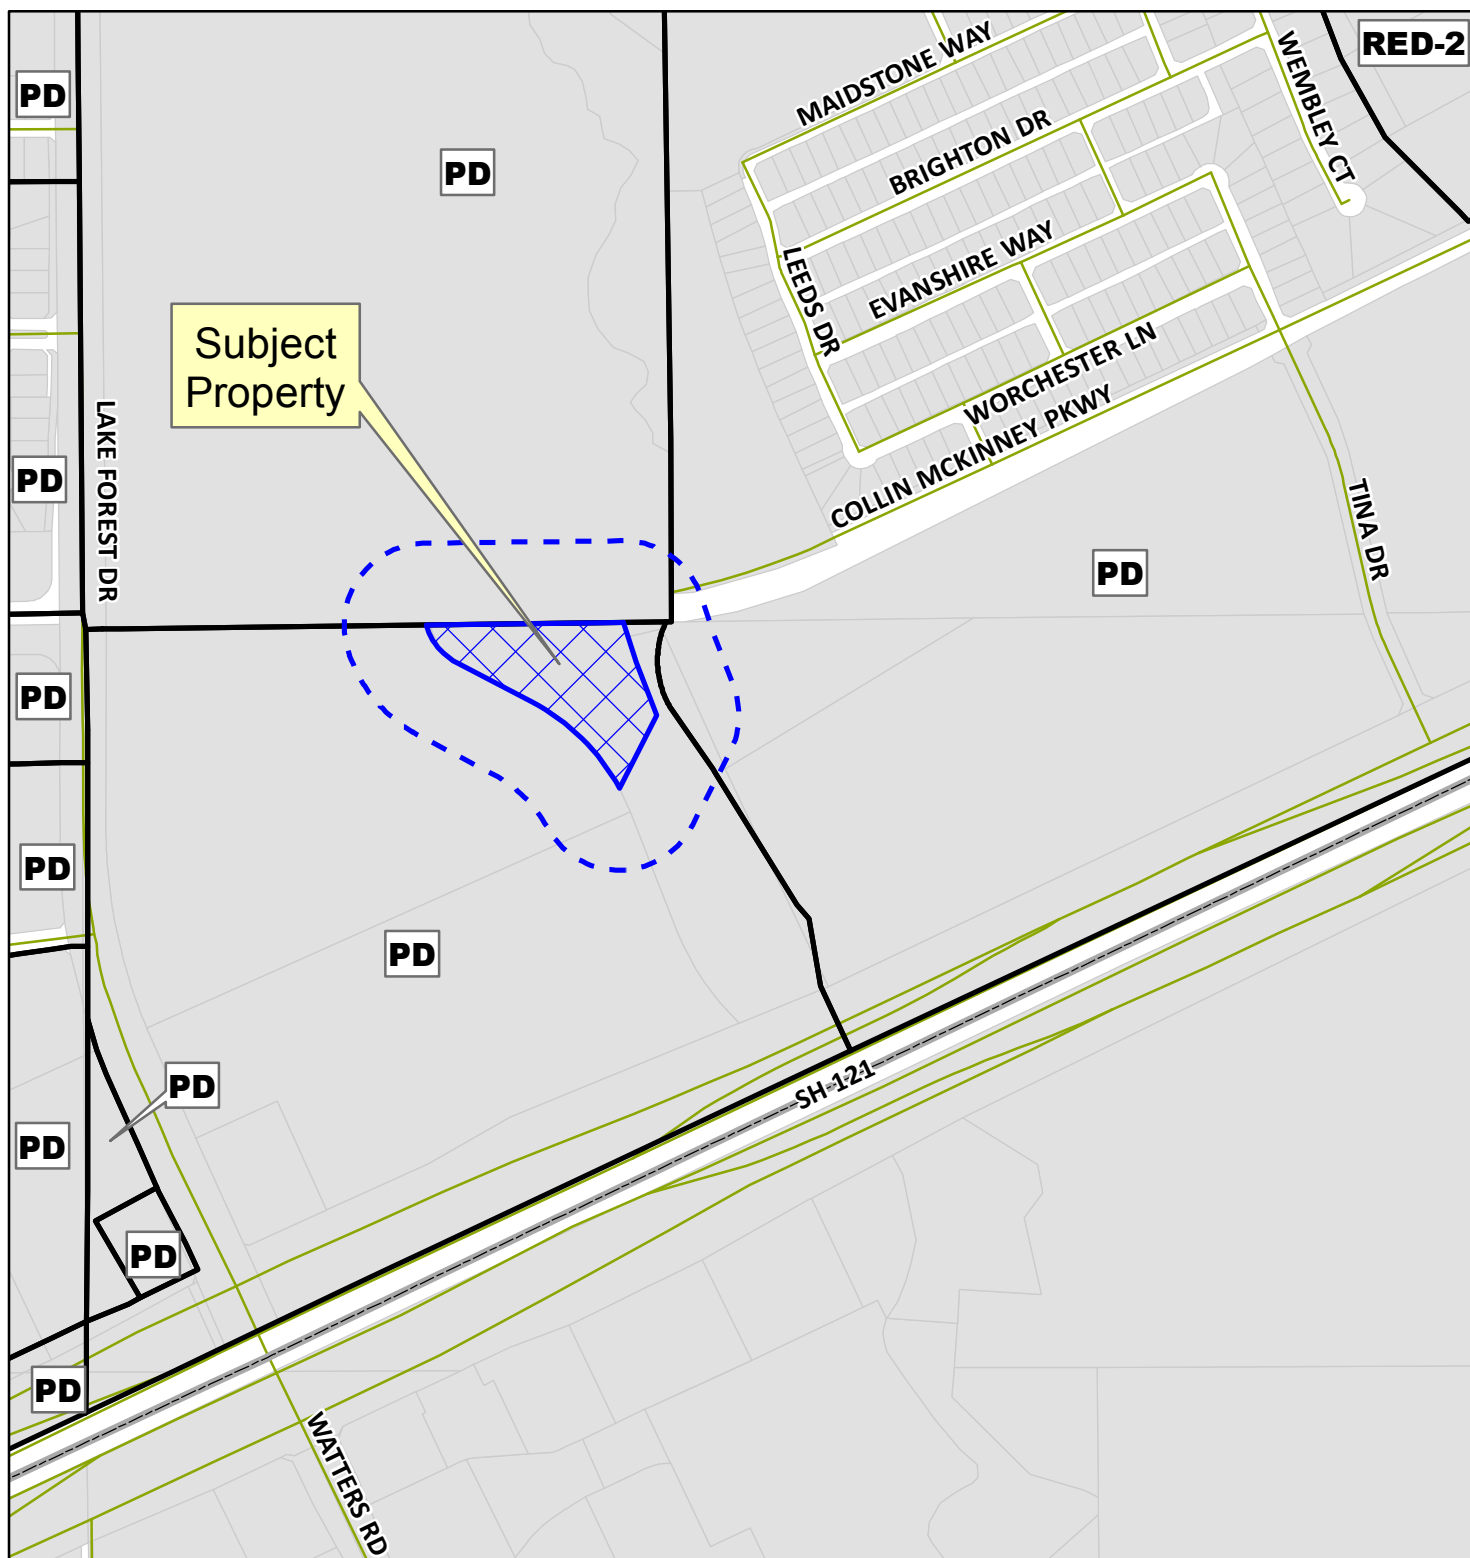 RED-2
MAIDSTONE WAY
WEMBLEY CT
PD
BRIGHTON DR
PD
EVANSHIRE WAY
LEEDS DR
Subject
Property
WORCHESTER LN
COLLIN MCKINNEY PKWY
LAKE FOREST DR
PD
TINA DR
PD
PD
PD
PD
PD
SH-121
PD
PD
PD
WATTERS RD